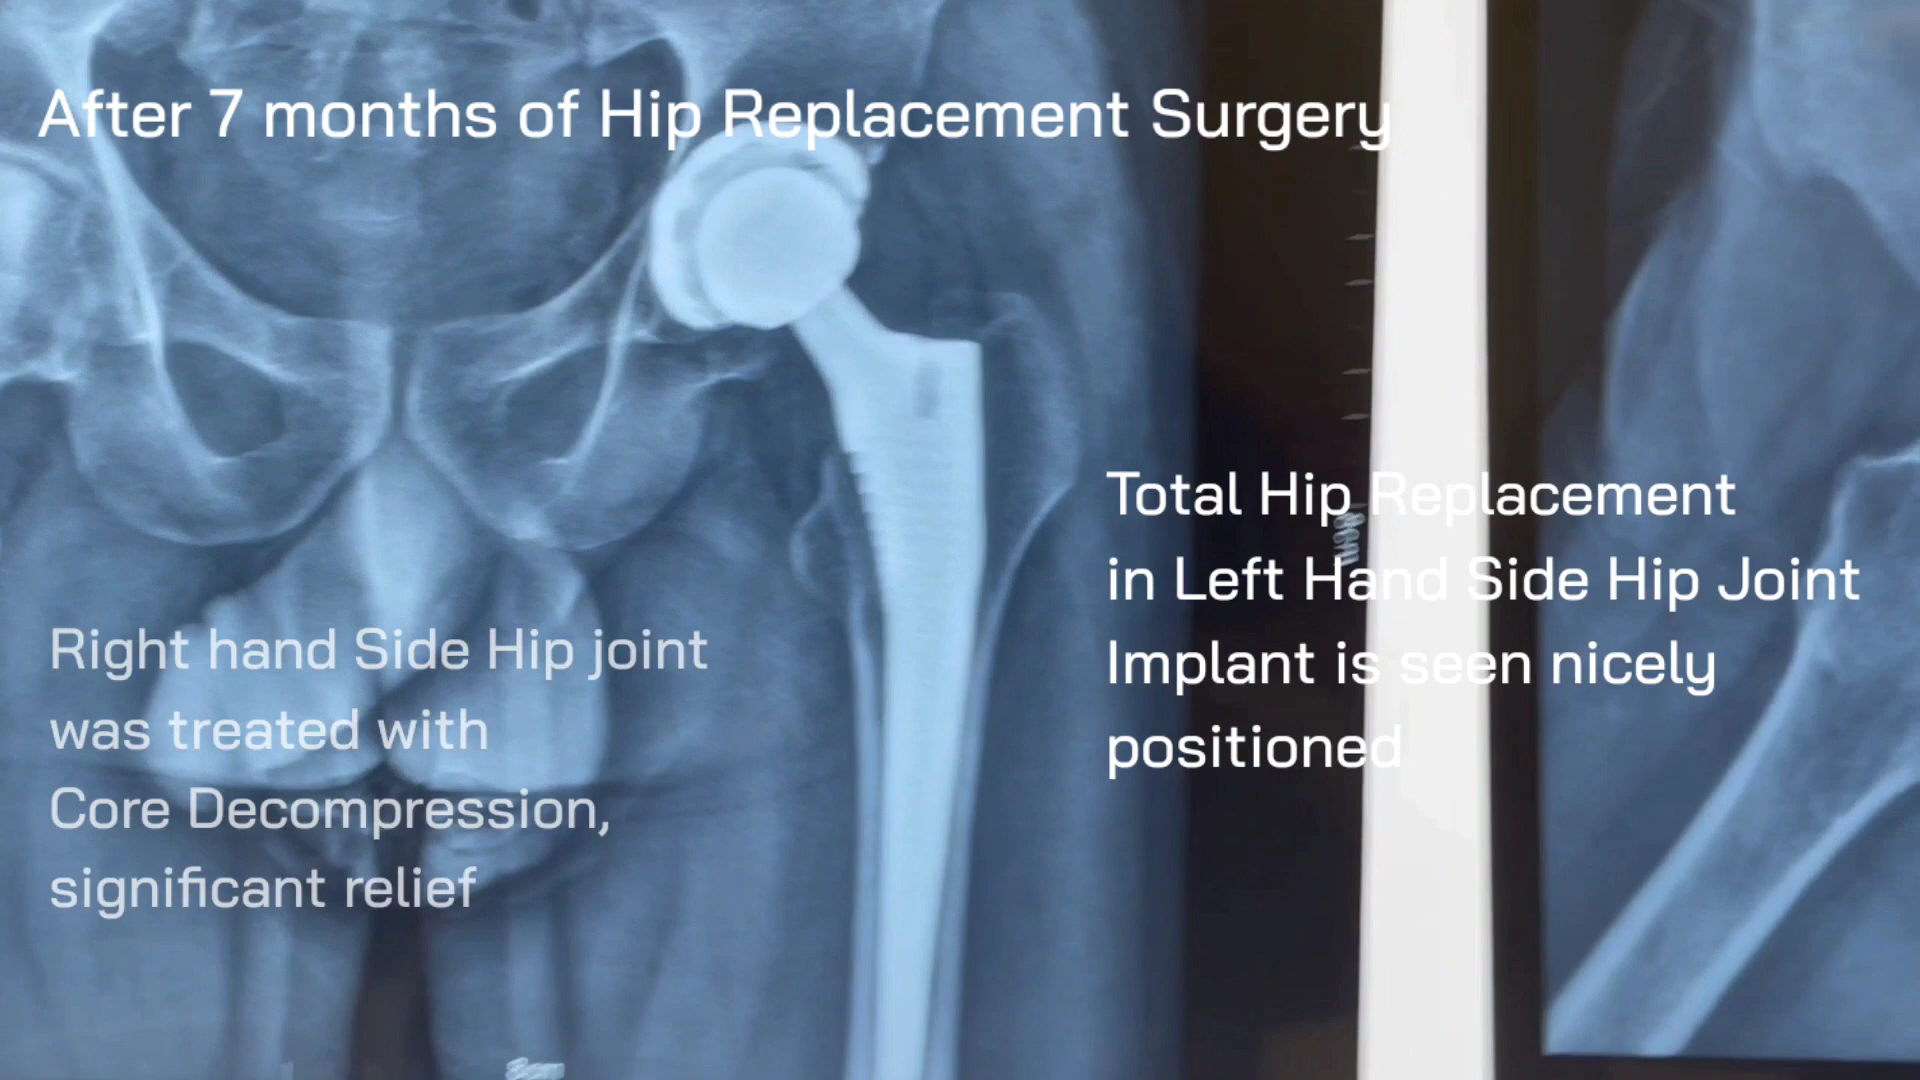 After 7 months of Hip Replacement Surgery
Total Hip Replacement
in Left Hand Side Hip Joint
Implant is seen nicely
positioned
Right hand Side Hip joint
was treated with
Core Decompression,
significant relief